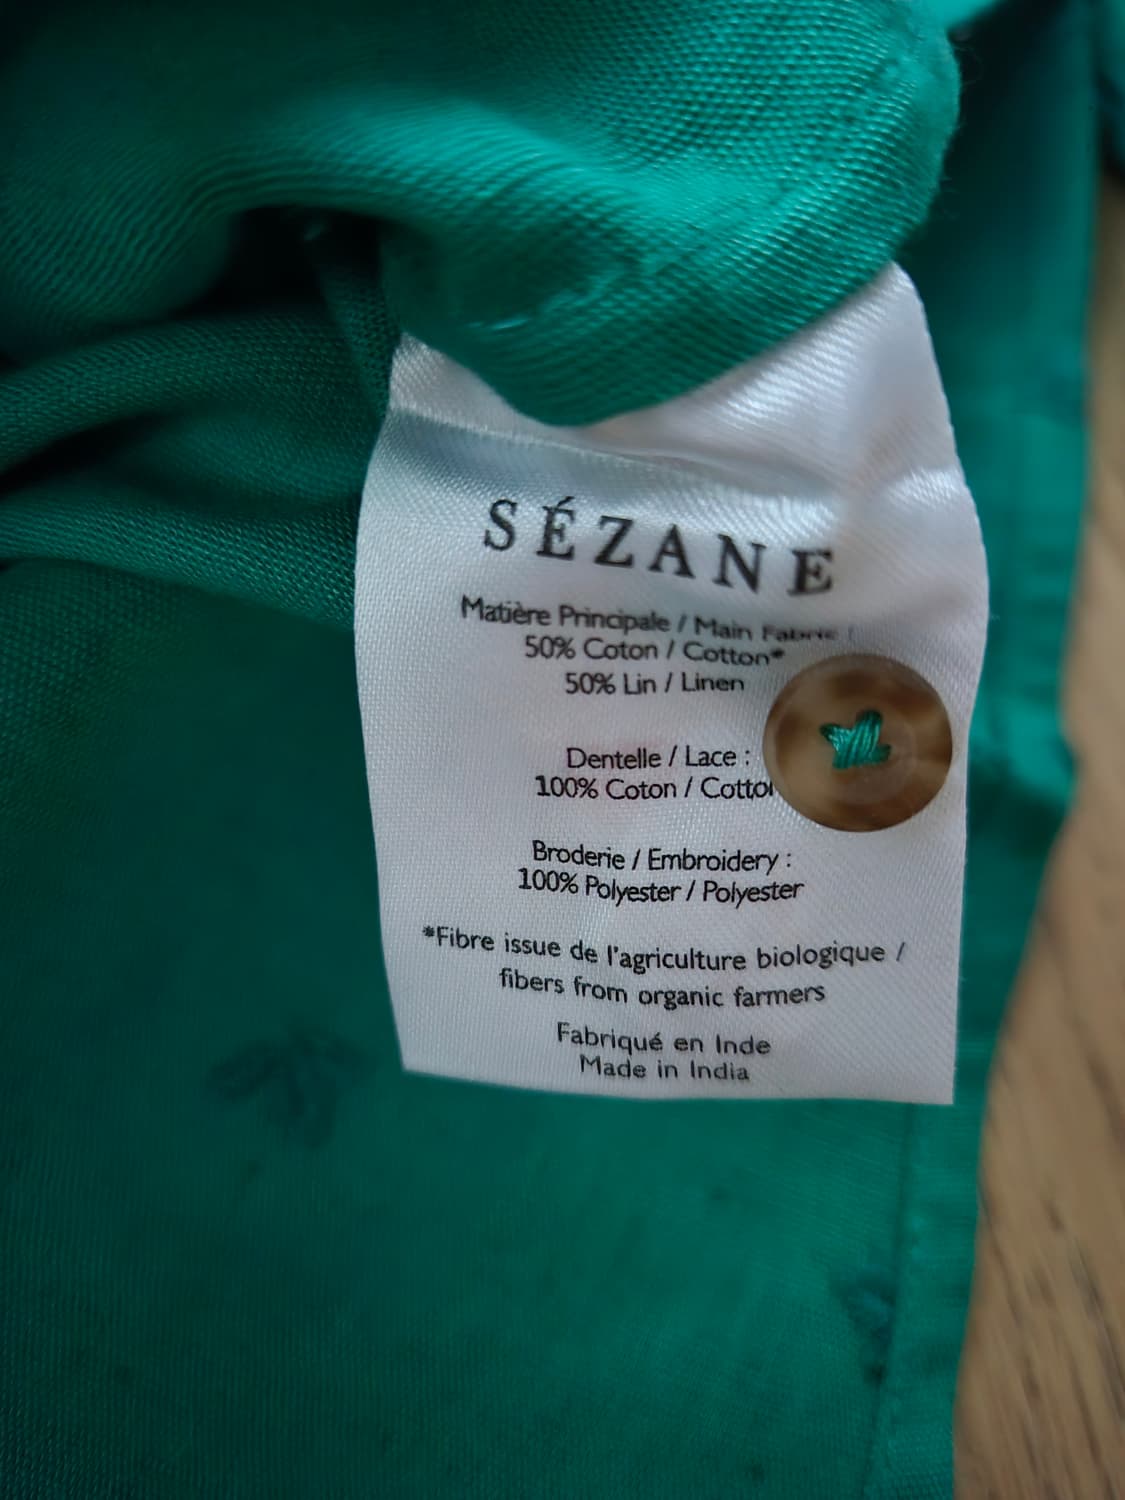 SÉZANE
Matière Principale / Main Fabric :
50% Coton / Cotton*
50% Lin / Linen
Dentelle / Lace :
100% Coton / Cotto
Broderie / Embroidery :
100% Polyester / Polyester
*Fibre issue de l'agriculture biologique /
fibers from organic farmers
Fabriqué en Inde
Made in India